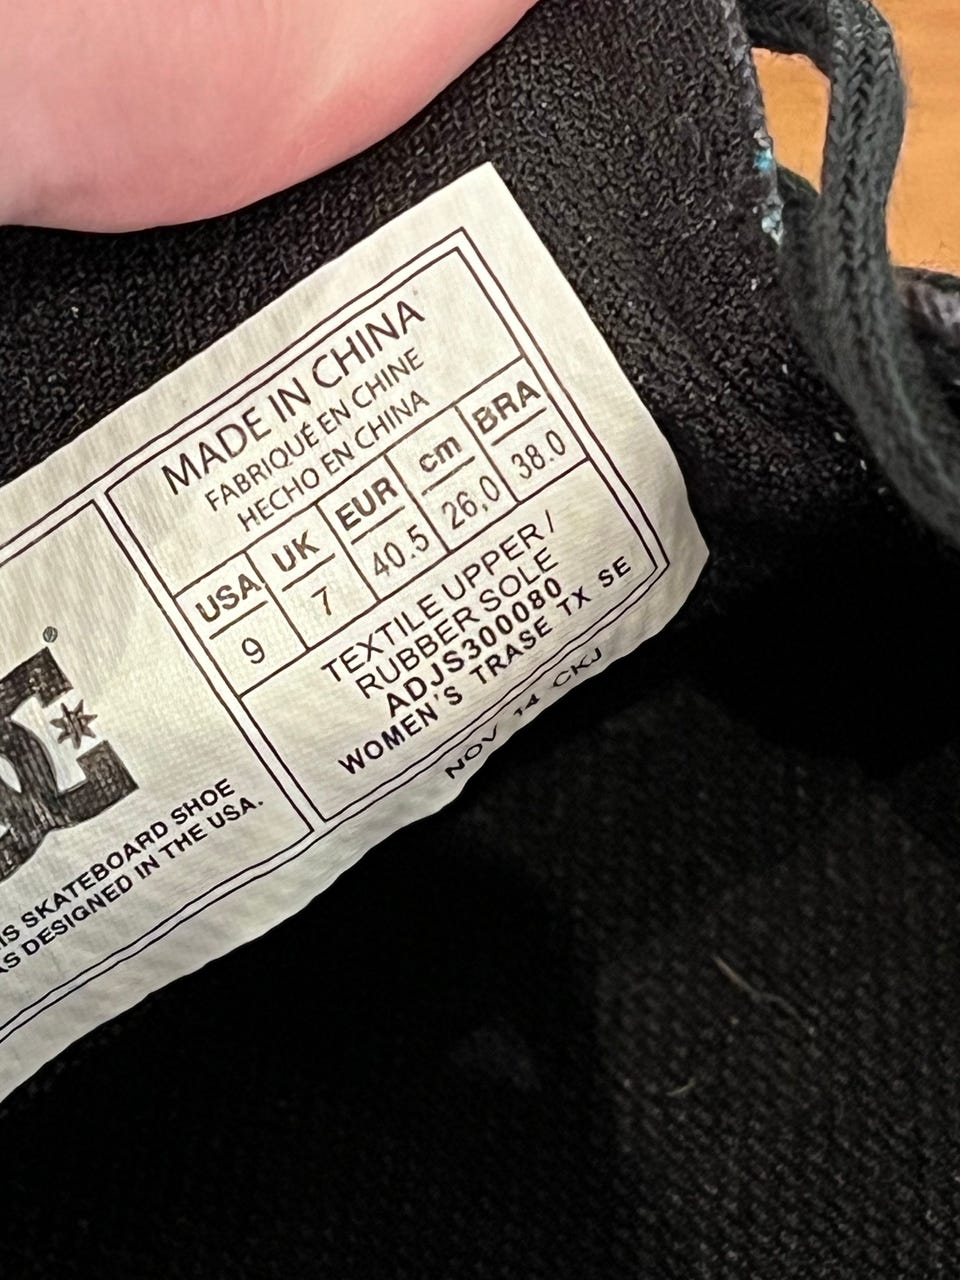 MADE IN CHINA
FABRIQUÉ EN CHINE
HECHO EN CHINA
USA UK EUR cm BRA
9 7 40.5 26,0 38.0
TEXTILE UPPER /
RUBBER SOLE
ADJS300080
WOMEN'S TRASE TX SE
NOV 14 CKJ
SKATEBOARD SHOE
DESIGNED IN THE USA.